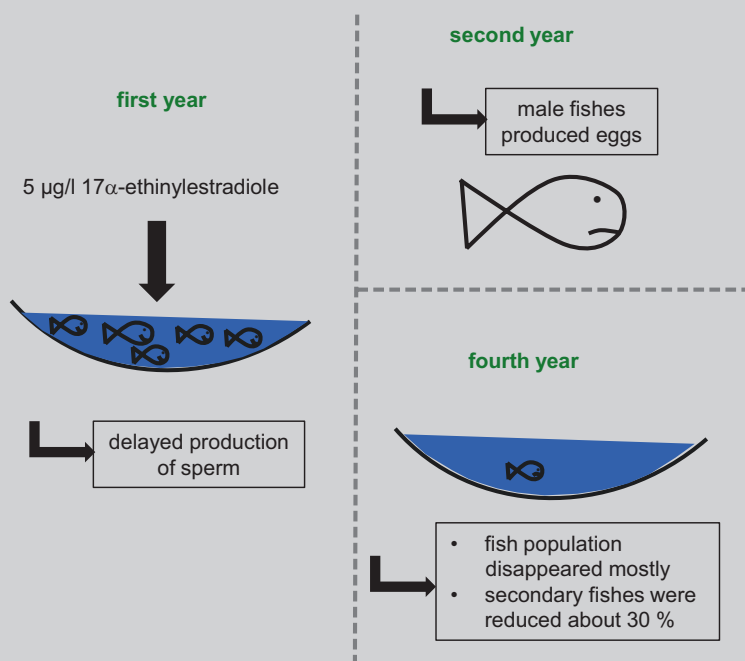 first year
5 µg/l 17α-ethinylestradiole
delayed production
of sperm
second year
male fishes
produced eggs
fourth year
• fish population
disappeared mostly
• secondary fishes were
reduced about 30 %